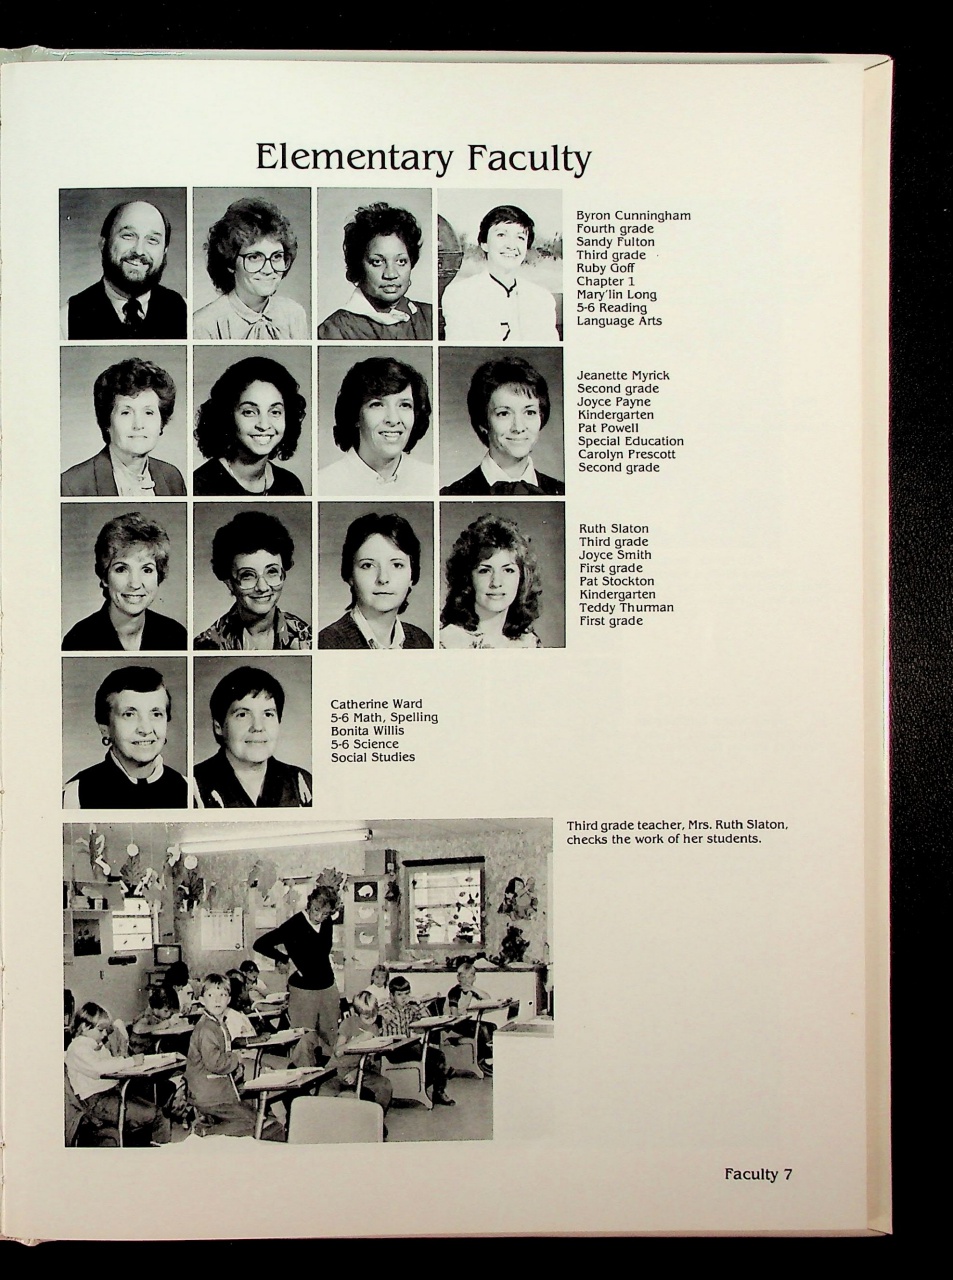 Elementary Faculty
Byron Cunningham
Fourth grade
Sandy Fulton
Third grade
Ruby Goff
Chapter 1
Mary'lin Long
5-6 Reading
Language Arts
Jeanette Myrick
Second grade
Joyce Payne
Kindergarten
Pat Powell
Special Education
Carolyn Prescott
Second grade
Ruth Slaton
Third grade
Joyce Smith
First grade
Pat Stockton
Kindergarten
Teddy Thurman
First grade
Catherine Ward
5-6 Math, Spelling
Bonita Willis
5-6 Science
Social Studies
Third grade teacher, Mrs. Ruth Slaton,
checks the work of her students.
Faculty 7